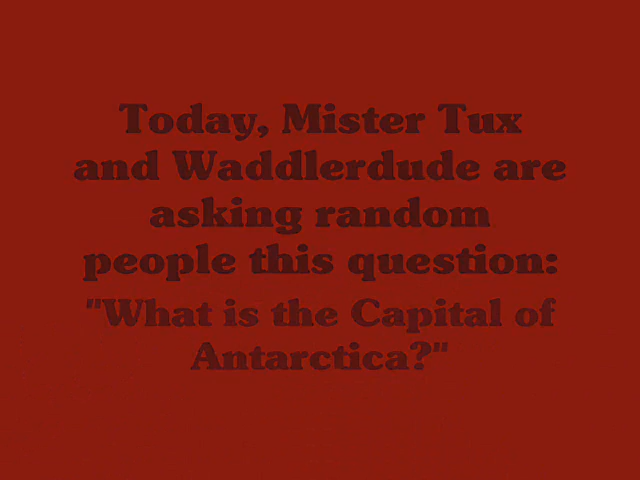 Today, Mister Tux
and Waddlerdude are
asking random
people this question:
"What is the Capital of
Antarctica?"